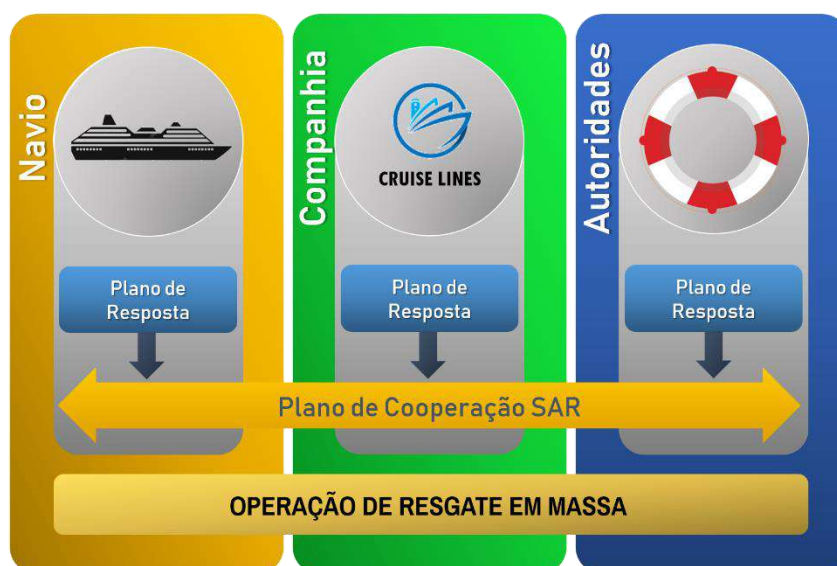 Navio
Companhia
CRUISE LINES
Autoridades
Plano de
Resposta
Plano de
Resposta
Plano de
Resposta
Plano de Cooperação SAR
OPERAÇÃO DE RESGATE EM MASSA